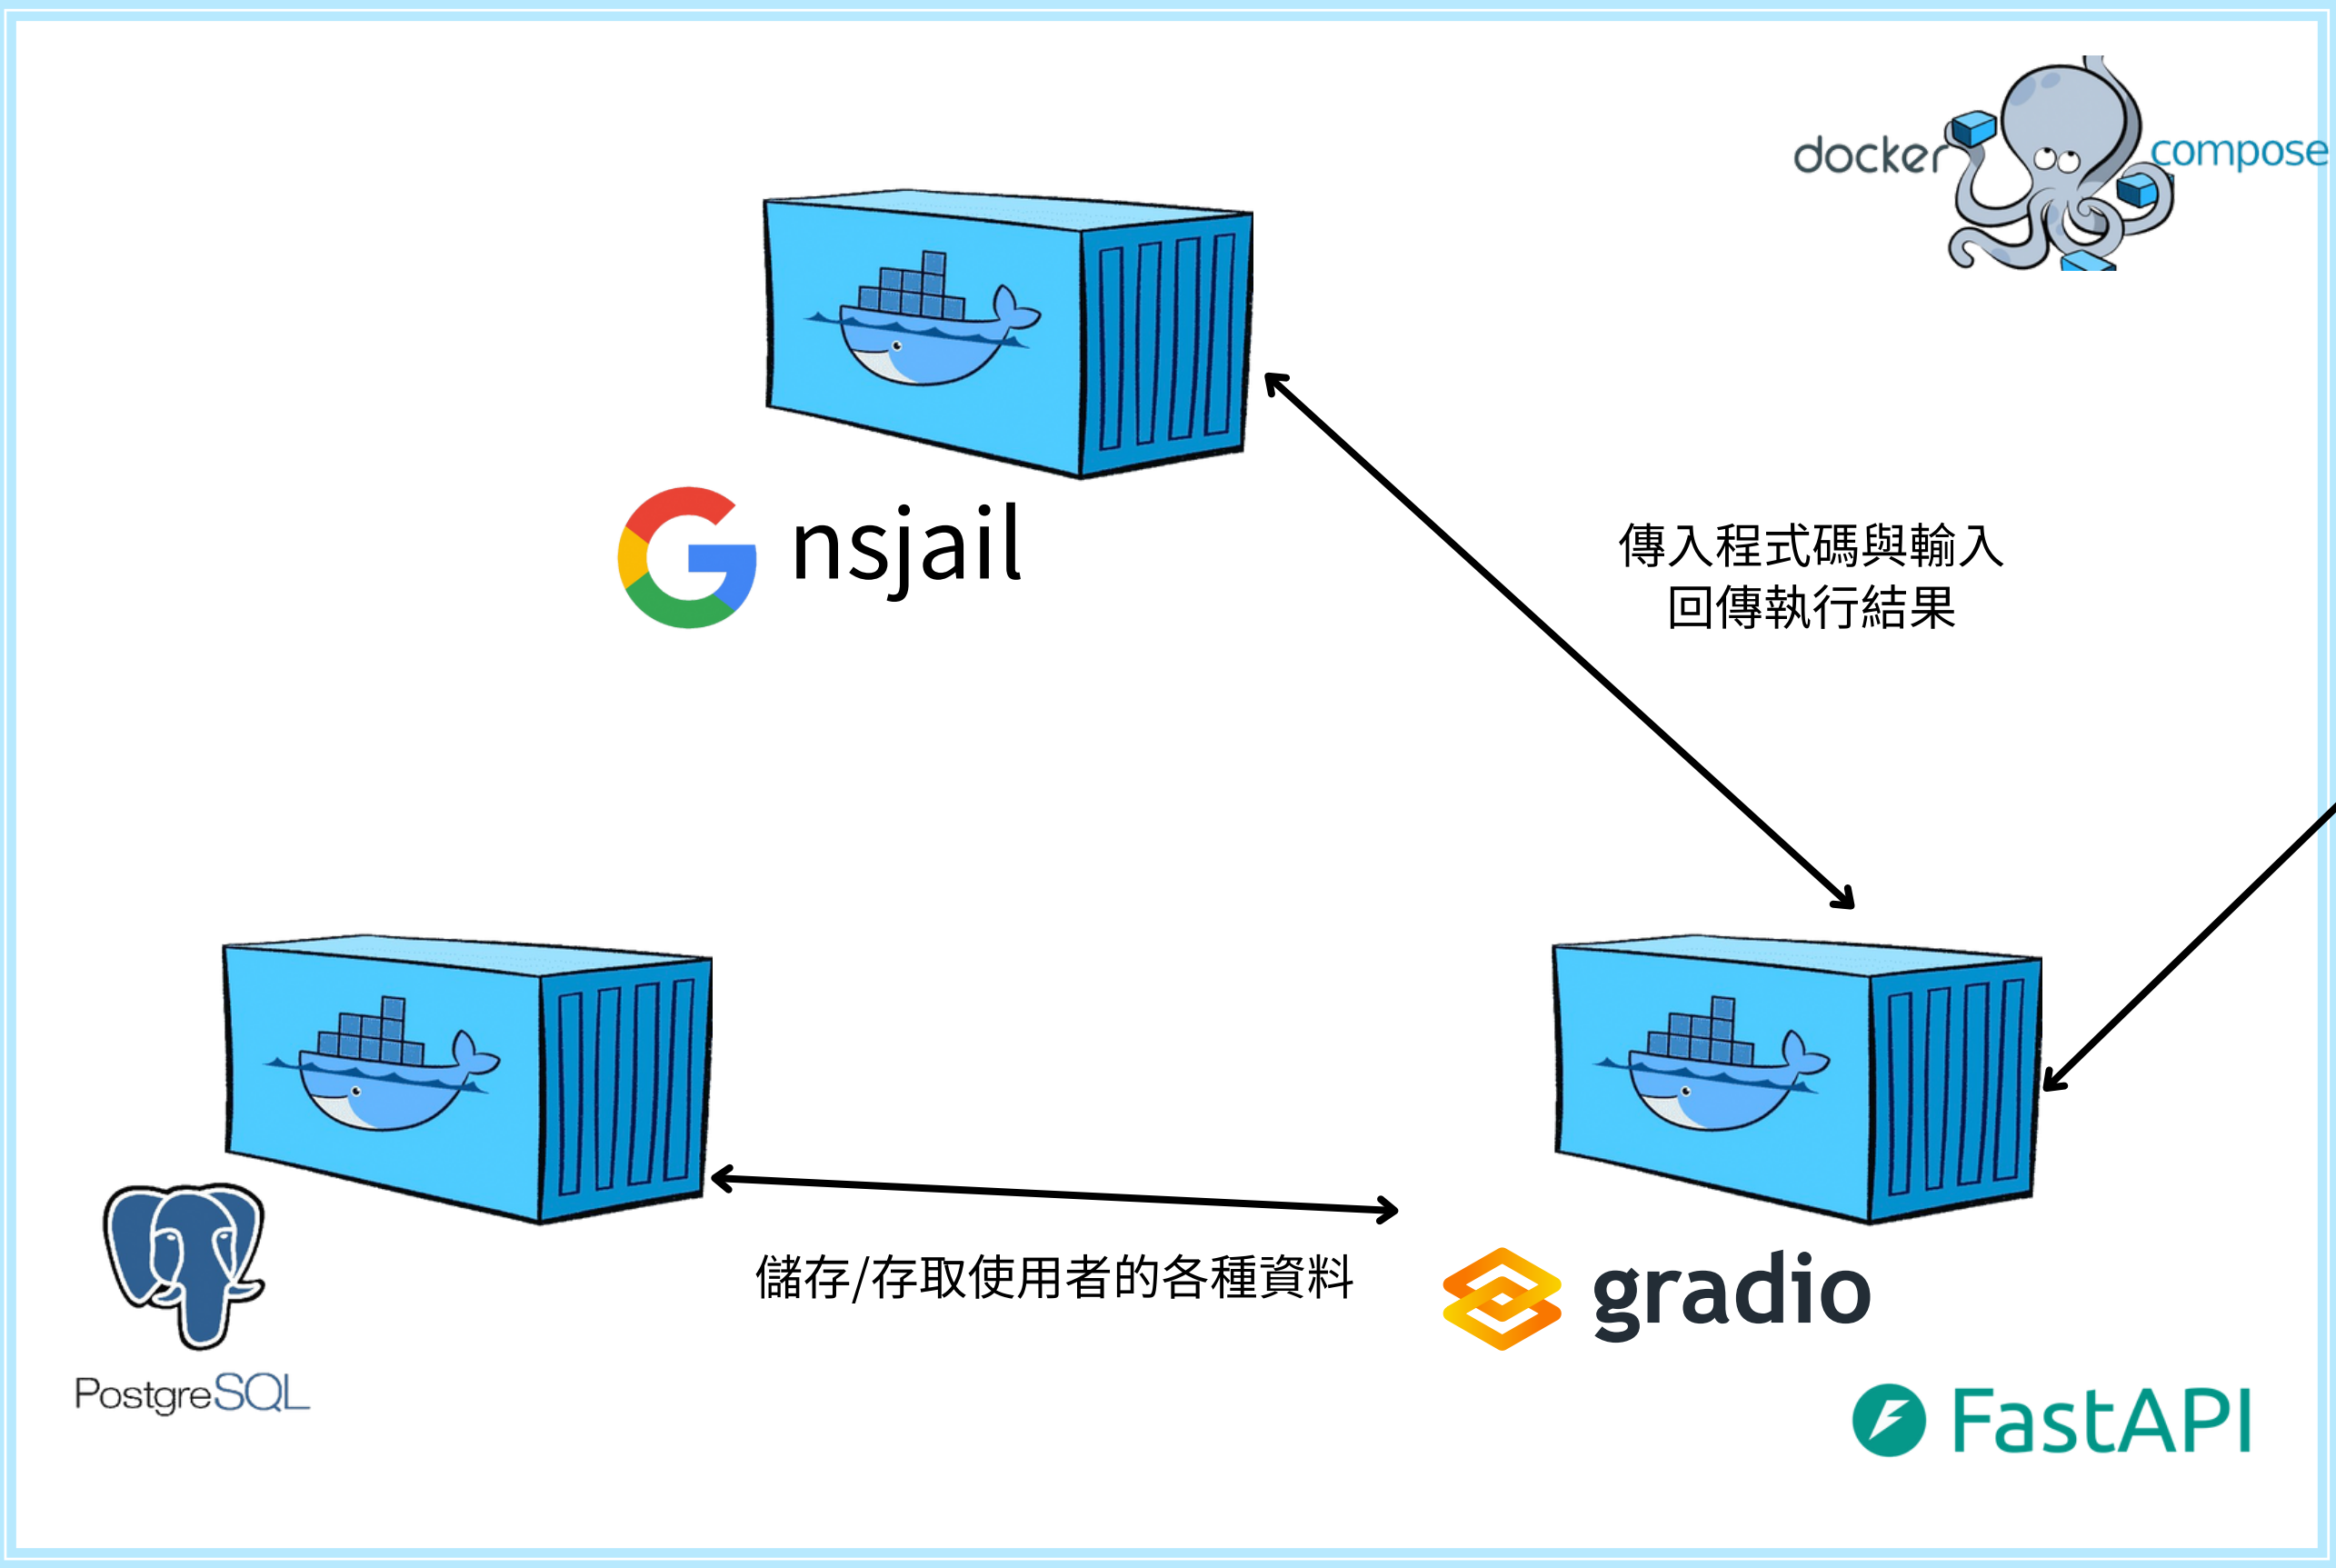 docker compose
nsjail
傳入程式碼與輸入
回傳執行結果
儲存/存取使用者的各種資料
gradio
PostgreSQL
FastAPI